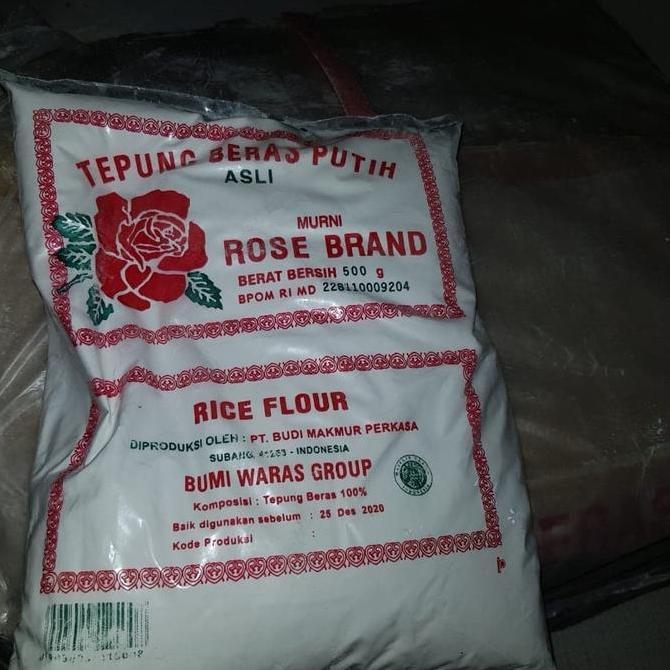 TEPUNG BERAS PUTIH
ASLI
MURNI
ROSE BRAND
BERAT BERSIH 500 g
BPOM RI MD 228110009204
RICE FLOUR
DIPRODUKSI OLEH : PT. BUDI MAKMUR PERKASA
SUBANG, - INDONESIA
BUMI WARAS GROUP
Komposisi : Tepung Beras 100%
Baik digunakan sebelum : 25 Des 2020
Kode Produksi :